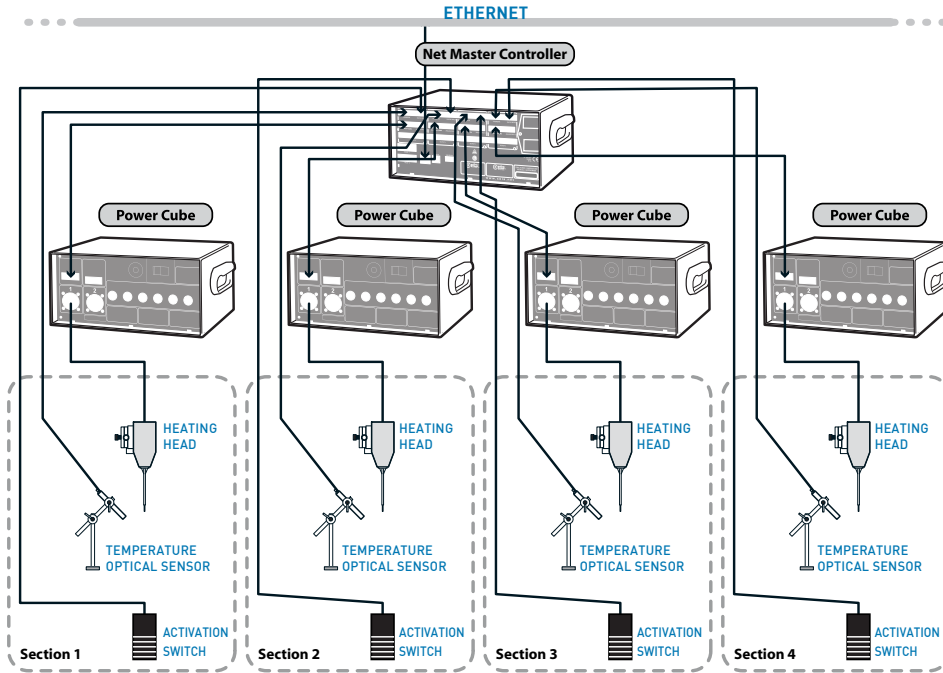 ETHERNET
Net Master Controller
Power Cube
Power Cube
Power Cube
Power Cube
HEATING
HEAD
HEATING
HEAD
HEATING
HEAD
HEATING
HEAD
TEMPERATURE
OPTICAL SENSOR
TEMPERATURE
OPTICAL SENSOR
TEMPERATURE
OPTICAL SENSOR
TEMPERATURE
OPTICAL SENSOR
ACTIVATION
SWITCH
Section 1
ACTIVATION
SWITCH
Section 2
ACTIVATION
SWITCH
Section 3
ACTIVATION
SWITCH
Section 4